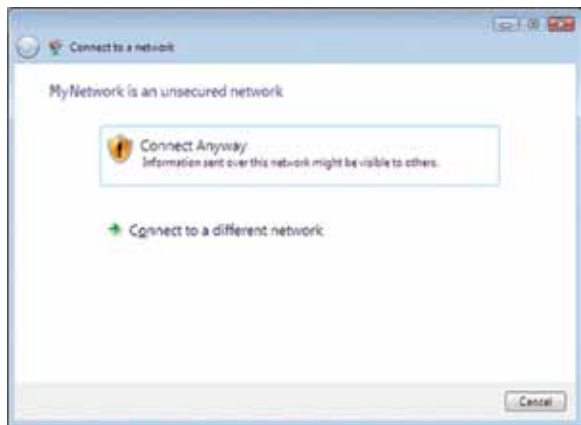 Connect to a network
MyNetwork is an unsecured network
Connect Anyway
Information sent over this network might be visible to others.
Connect to a different network
Cancel